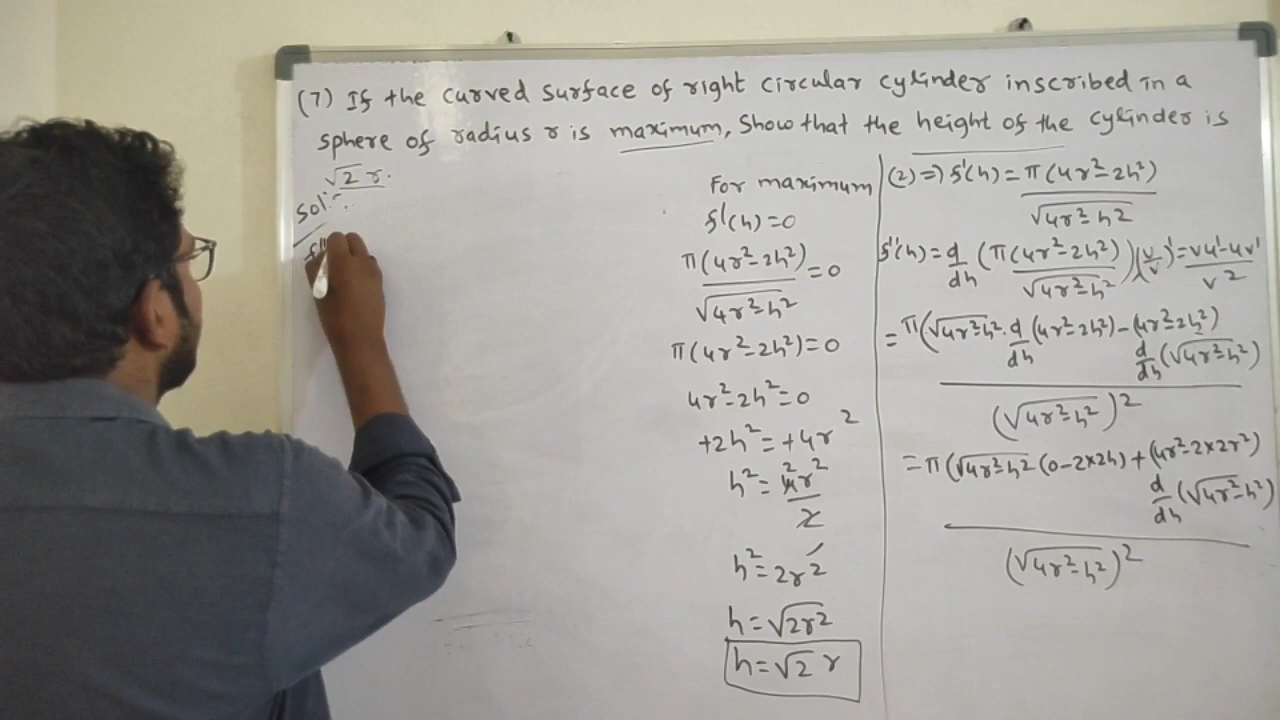 (7) If the curved surface of right circular cylinder inscribed in a
sphere of radius r is maximum, Show that the height of the cylinder is
√2 r.
Sol:-
f''
For maximum
f'(h)=0
π(4r²-2h²)/√4r²-h² =0
π(4r²-2h²)=0
4r²-2h²=0
+2h²=+4r²
h²=4r²/2
h²=2r²
h=√2r²
h=√2 r
(2)=) f'(h)=π(4r²-2h²)/√4r²-h²
f''(h)=d/dh (π(4r²-2h²)/√4r²-h²) (u/v)'=vu'-uv'/v²
=π(√4r²-h².d/dh(4r²-2h²)-(4r²-2h²)
d/dh(√4r²-h²)
(√4r²-h²)²
=π(√4r²-h²(0-2×2h)+(4r²-2×2r²)
d/dh(√4r²-h²)
(√4r²-h²)²